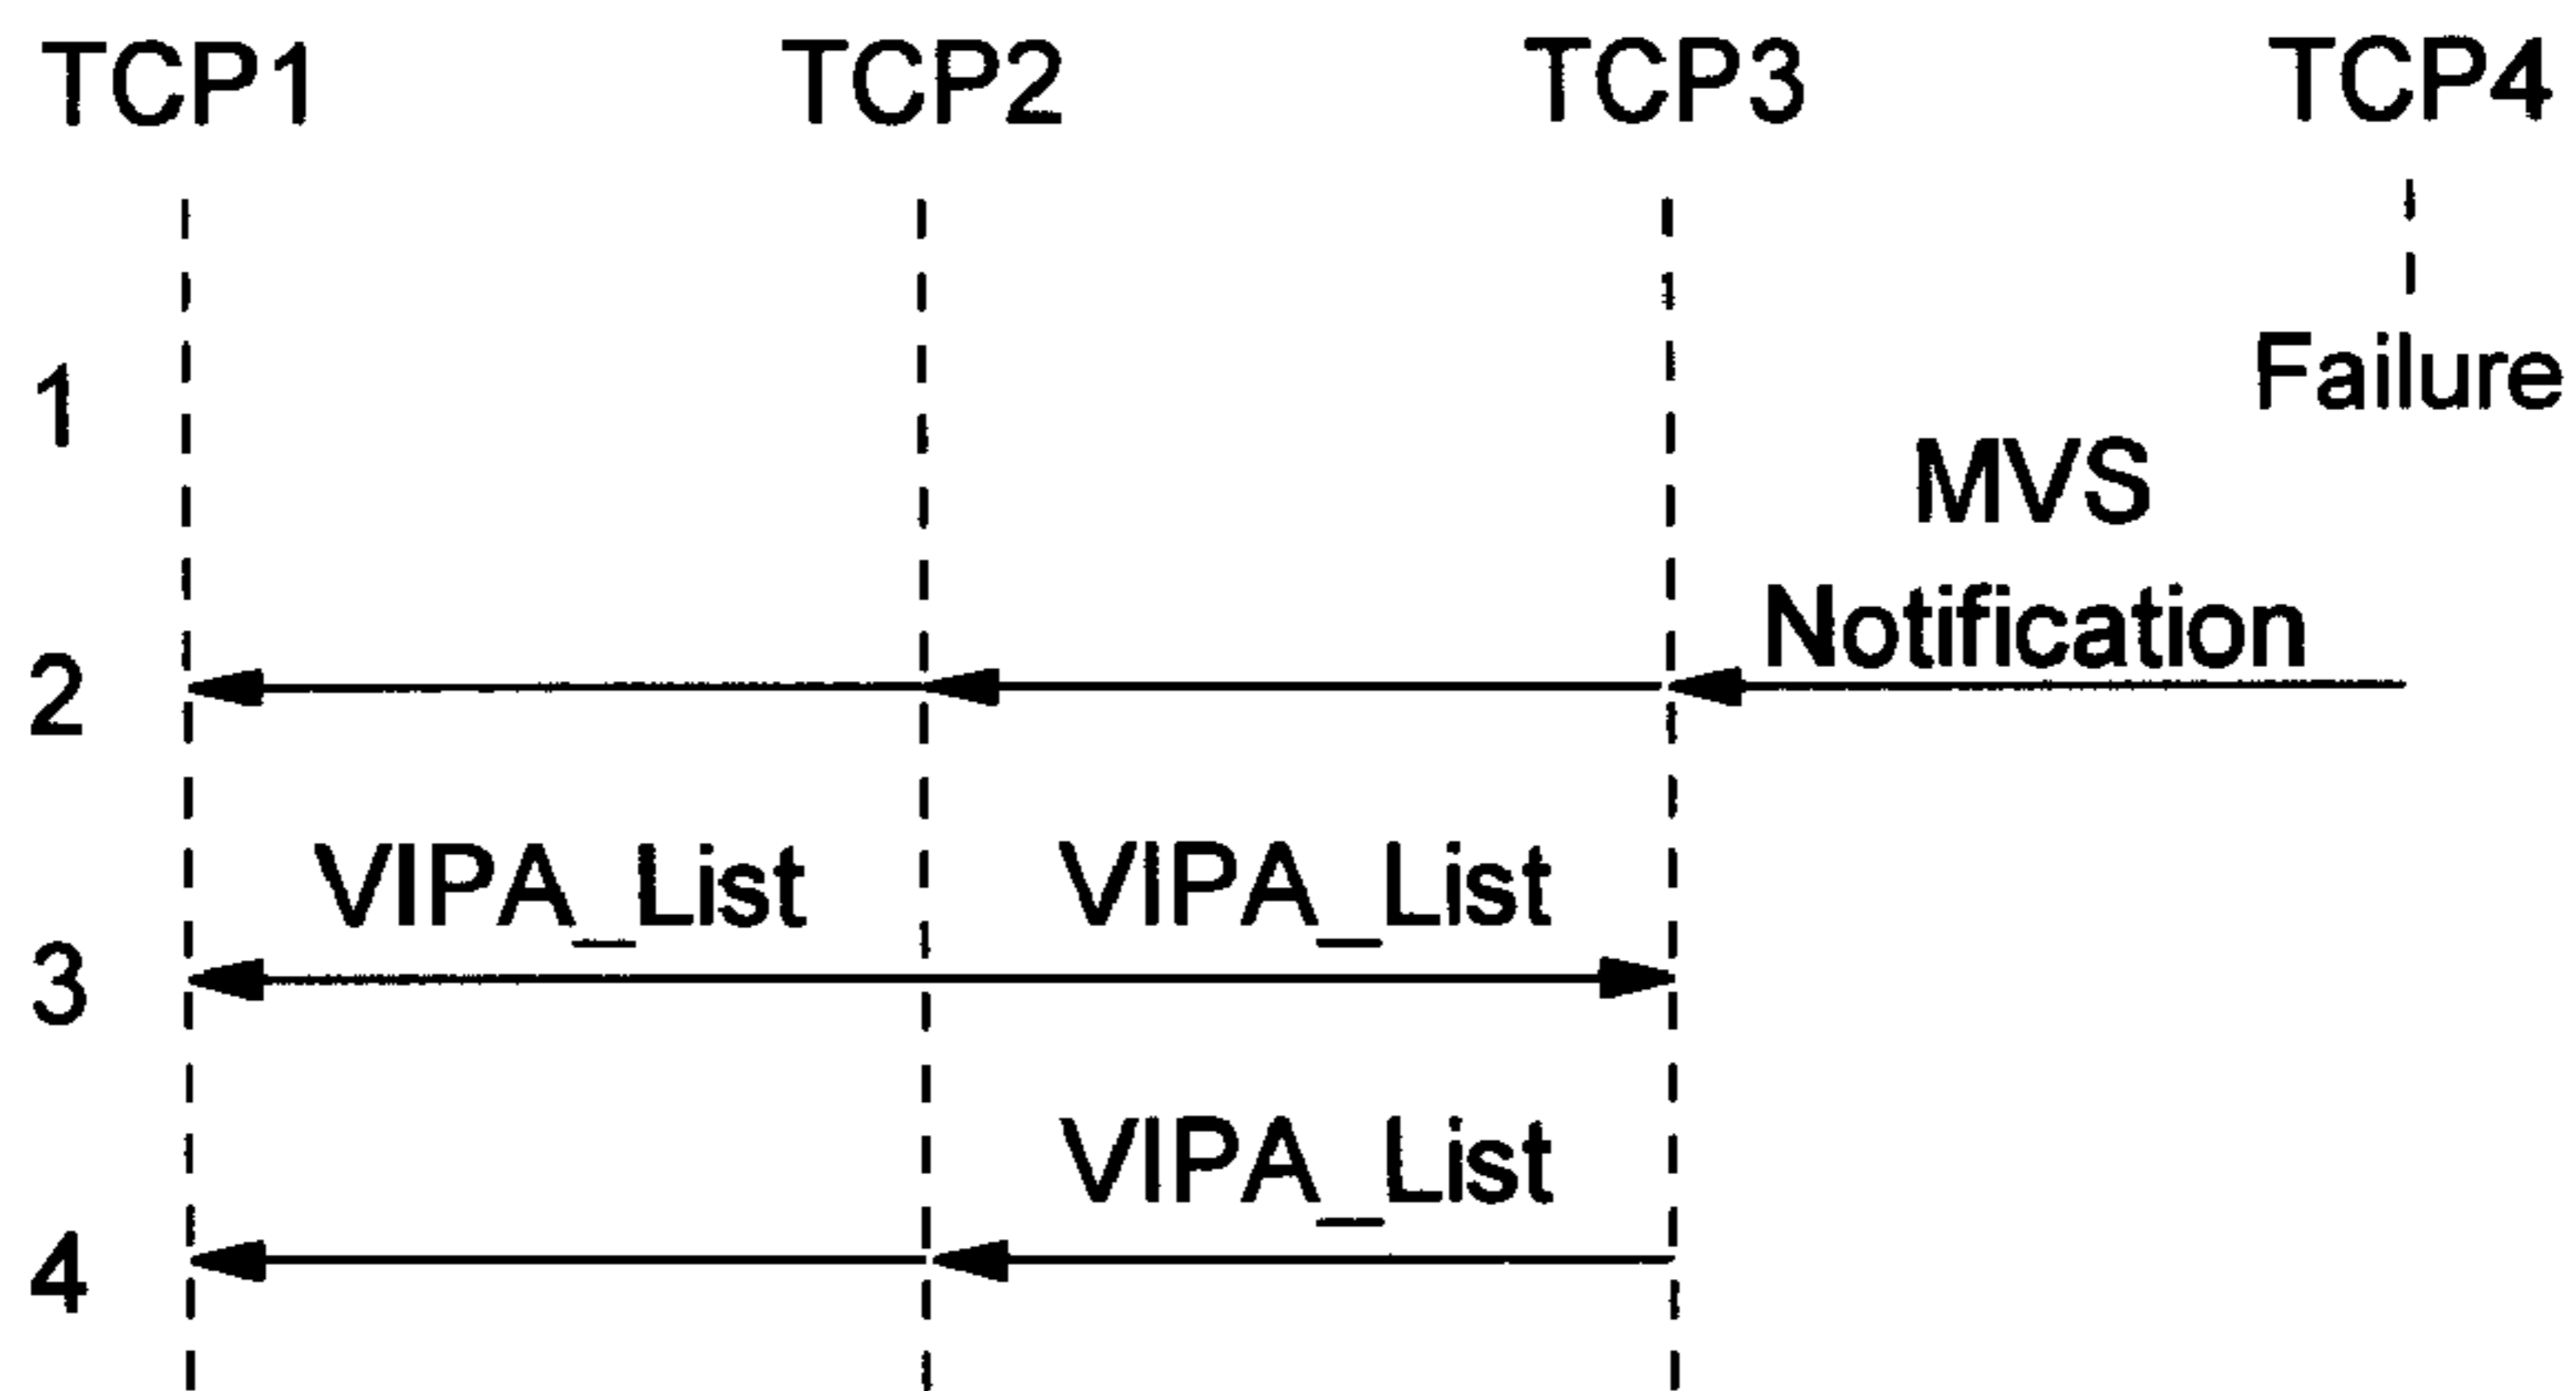 TCP1 TCP2 TCP3 TCP4
1 Failure
MVS
Notification
2
VIPA_List VIPA_List
3
VIPA_List
4